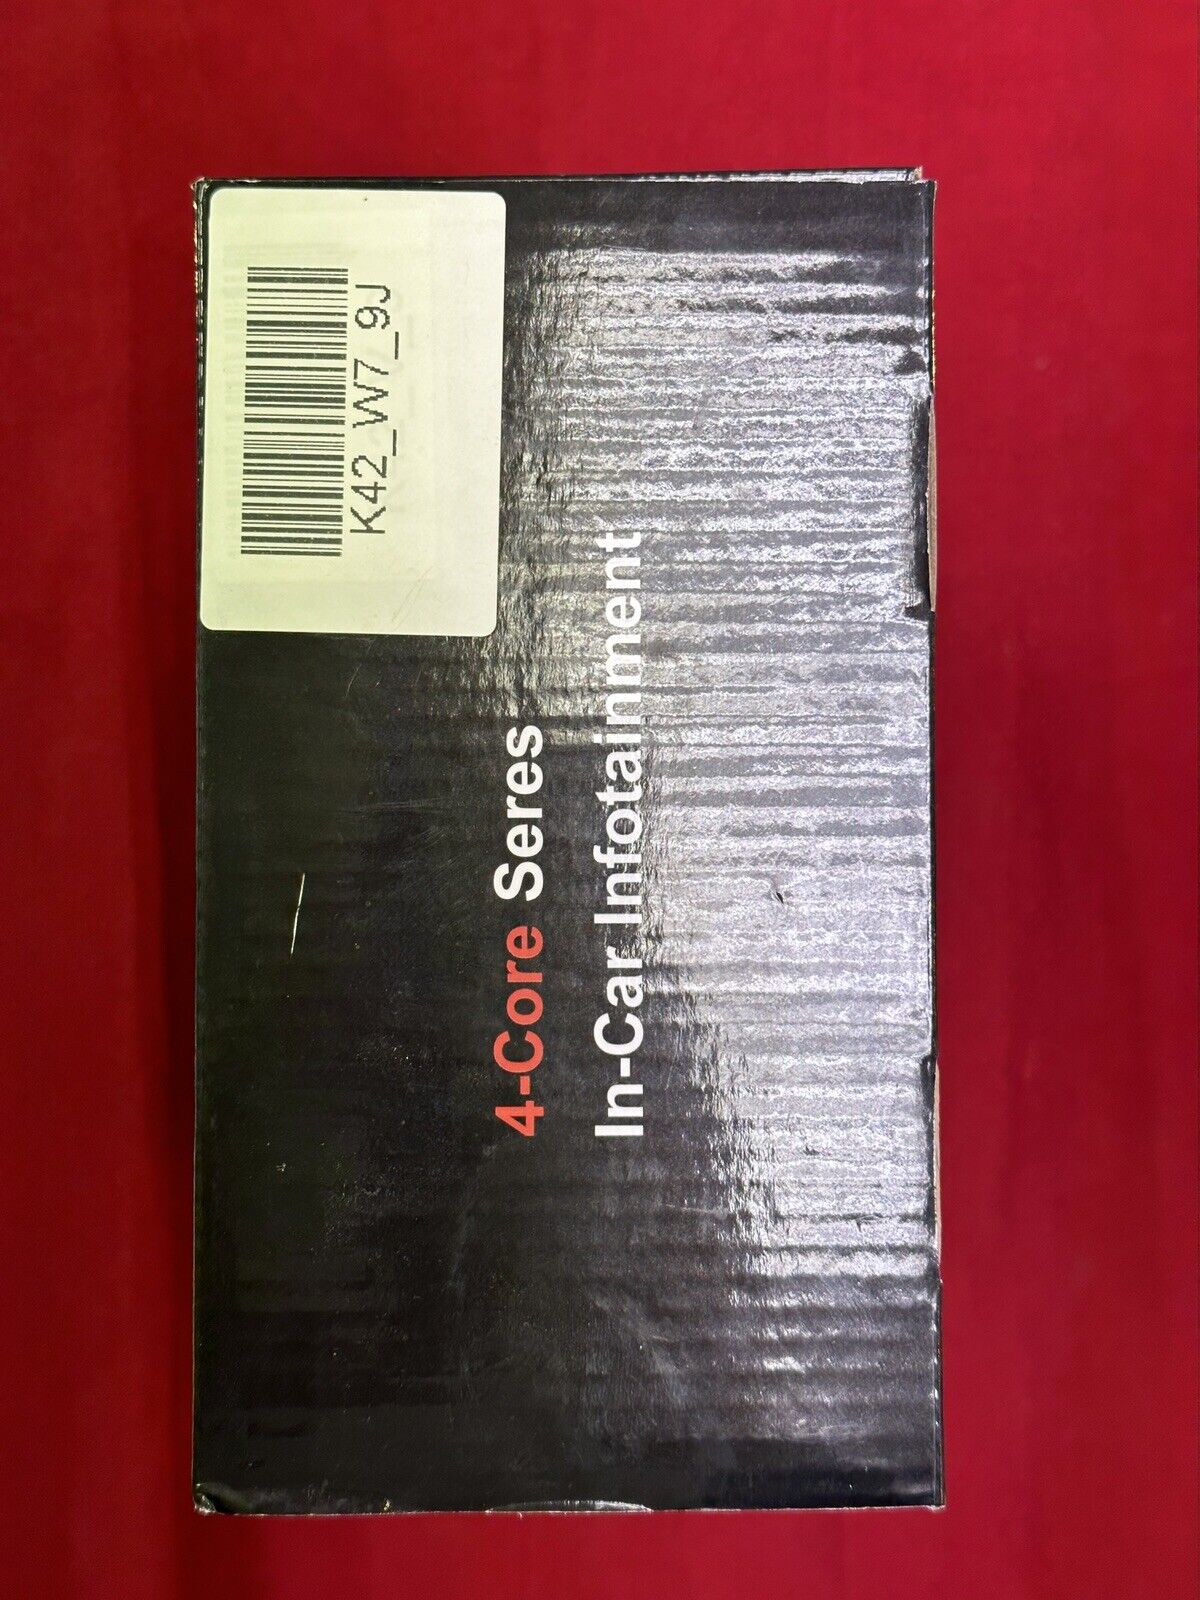 K42_W7_9J
4-Core Seres
In-Car Infotainment